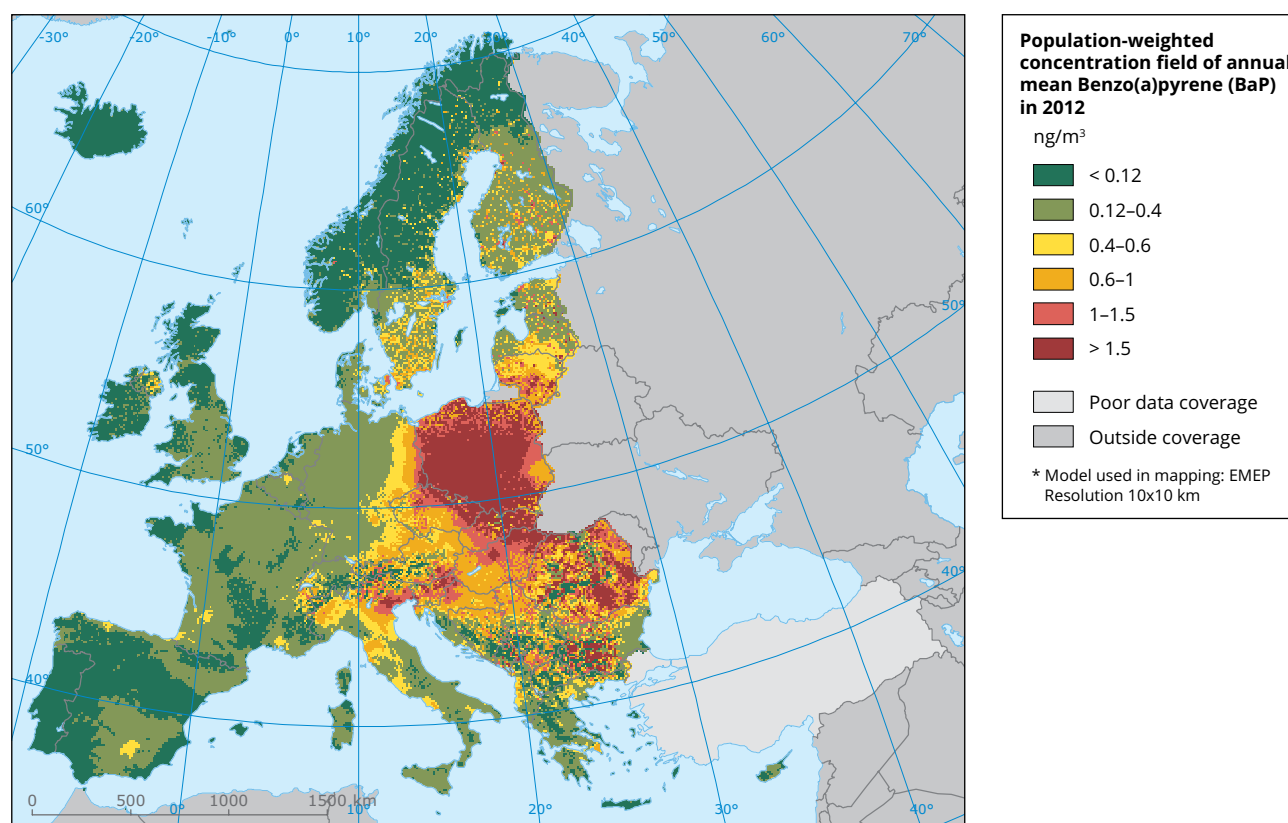 -30° -20° -10° 0° 10° 20° 30° 40° 50° 60° 70°
60°
50°
50°
40°
40°
0 500 1000 1500 km
0° 10° 20° 30° 40°
Population-weighted
concentration field of annual
mean Benzo(a)pyrene (BaP)
in 2012
ng/m³
< 0.12
0.12–0.4
0.4–0.6
0.6–1
1–1.5
> 1.5
Poor data coverage
Outside coverage
* Model used in mapping: EMEP
Resolution 10x10 km